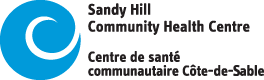 Sandy Hill
Community Health Centre
Centre de santé
communautaire Côte-de-Sable